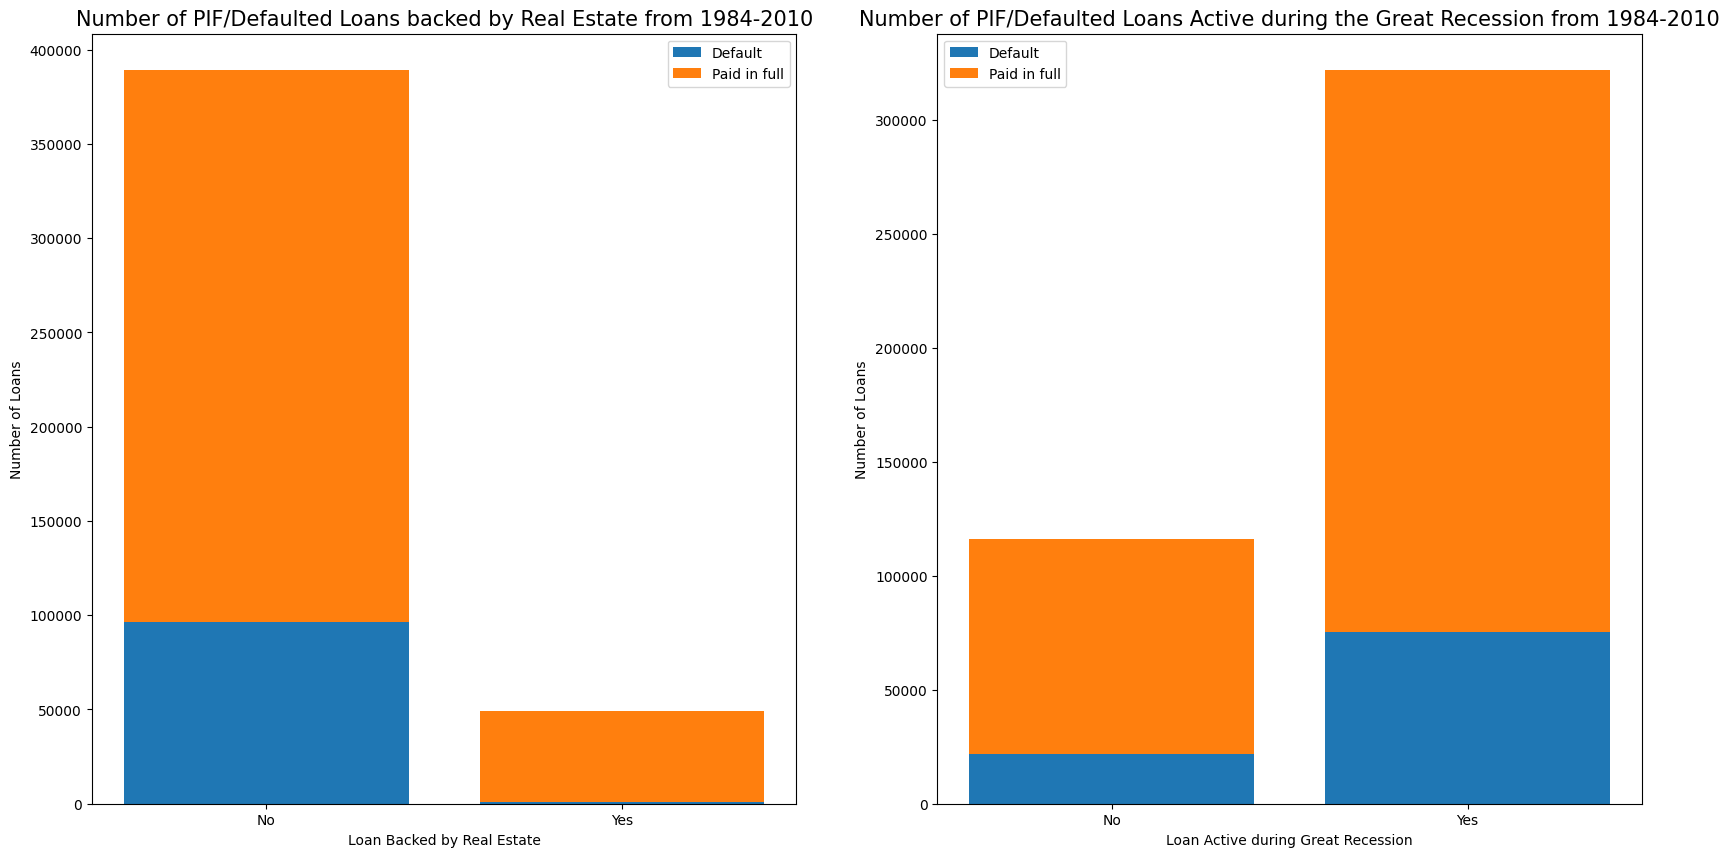 Number of PIF/Defaulted Loans backed by Real Estate from 1984-2010
Default
Paid in full
400000
350000
300000
250000
200000
150000
100000
50000
0
Number of Loans
No
Yes
Loan Backed by Real Estate
Number of PIF/Defaulted Loans Active during the Great Recession from 1984-2010
Default
Paid in full
300000
250000
200000
150000
100000
50000
0
Number of Loans
No
Yes
Loan Active during Great Recession